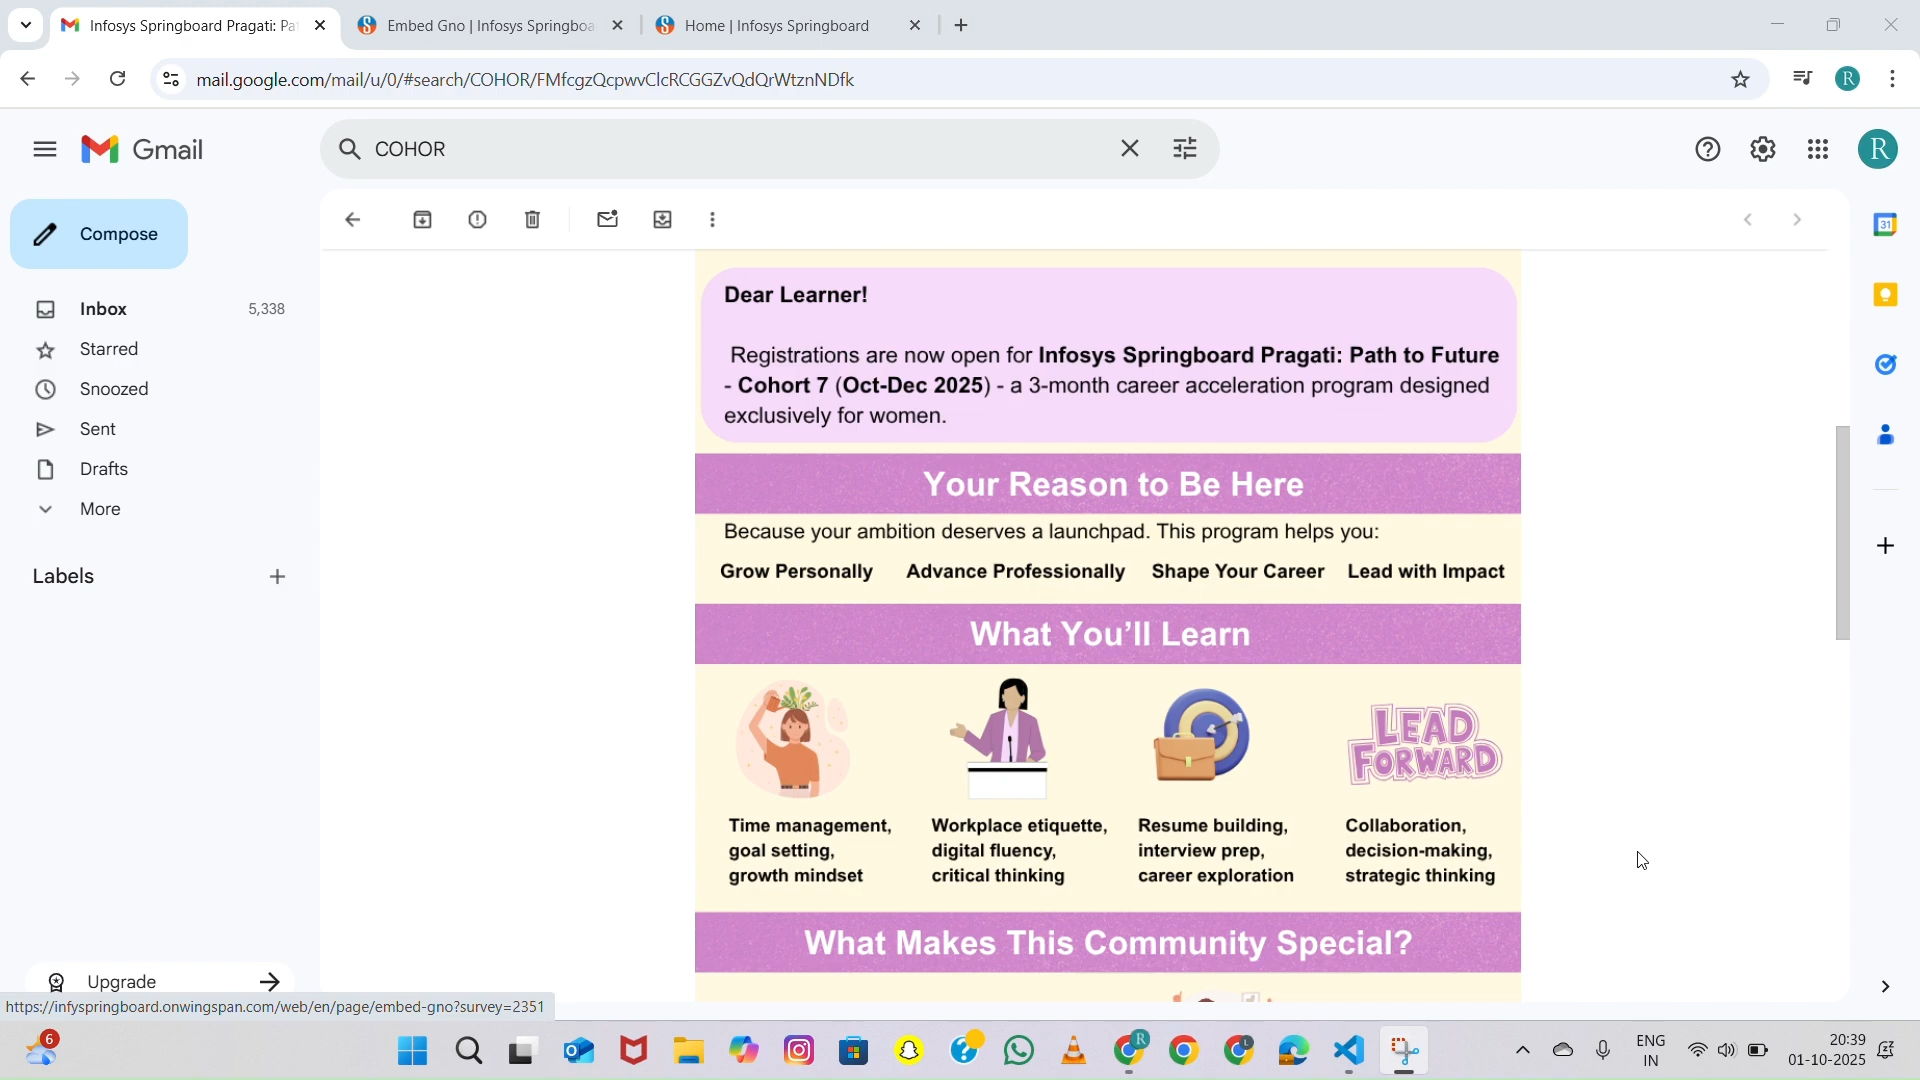 Infosys Springboard Pragati: Pa
Embed Gno | Infosys Springboa
Home | Infosys Springboard
mail.google.com/mail/u/0/#search/COHOR/FMfcgzQcpwvClcRCGGZvQdQrWtznNDfk
R
Gmail
COHOR
R
Compose
Inbox 5,338
Starred
Snoozed
Sent
Drafts
More
Labels
Upgrade
31
Dear Learner!
Registrations are now open for Infosys Springboard Pragati: Path to Future
- Cohort 7 (Oct-Dec 2025) - a 3-month career acceleration program designed
exclusively for women.
Your Reason to Be Here
Because your ambition deserves a launchpad. This program helps you:
Grow Personally Advance Professionally Shape Your Career Lead with Impact
What You’ll Learn
LEAD
FORWARD
Time management,
goal setting,
growth mindset
Workplace etiquette,
digital fluency,
critical thinking
Resume building,
interview prep,
career exploration
Collaboration,
decision-making,
strategic thinking
What Makes This Community Special?
https://infyspringboard.onwingspan.com/web/en/page/embed-gno?survey=2351
6
R
L
ENG
IN
20:39
01-10-2025